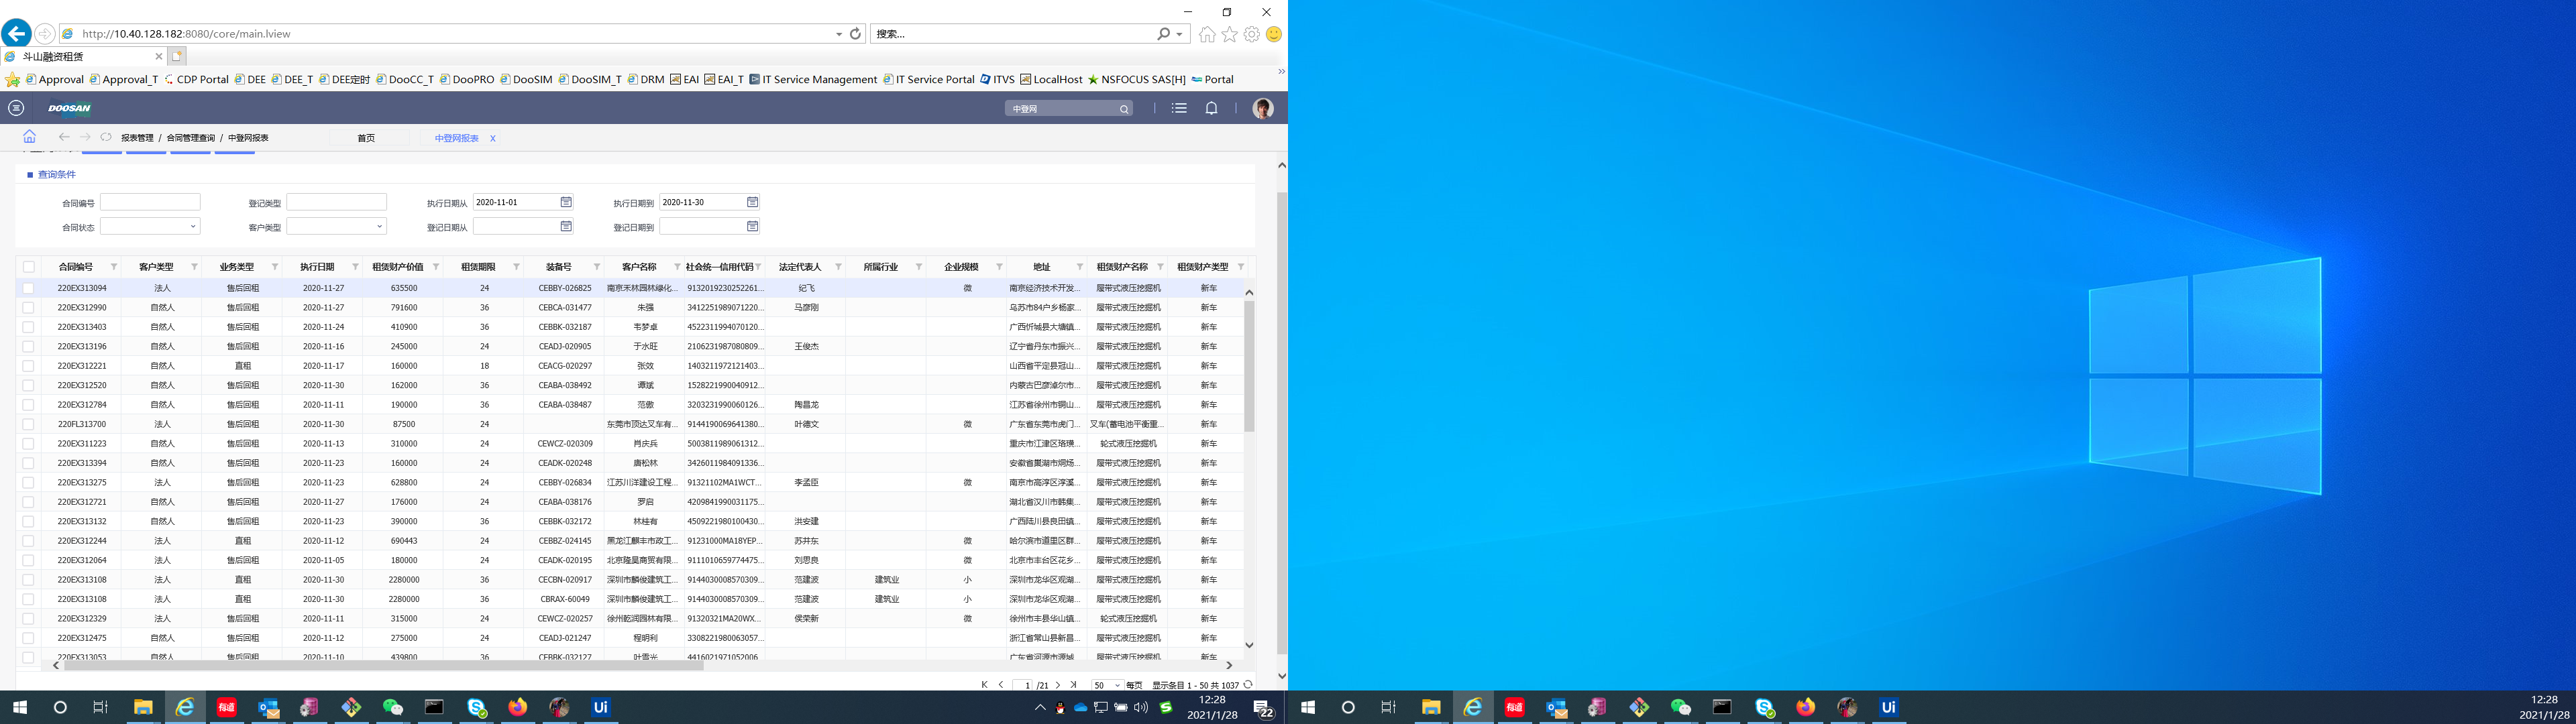 http://10.40.128.182:8080/core/main.lview
搜索...
斗山融资租赁
Approval Approval_T CDP Portal DEE DEE_T DEE定时 DooCC_T DooPRO DooSIM DooSIM_T DRM EAI EAI_T IT Service Management IT Service Portal ITVS LocalHost NSFOCUS SAS[H] Portal
DOOSAN 中登网
报表管理 / 合同管理查询 / 中登网报表 首页 中登网报表 X
查询条件
合同编号 登记类型 执行日期从 2020-11-01 执行日期到 2020-11-30
合同状态 客户类型 登记日期从 登记日期到
合同编号 客户类型 业务类型 执行日期 租赁财产价值 租赁期限 装备号 客户名称 社会统一信用代码 法定代表人 所属行业 企业规模 地址 租赁财产名称 租赁财产类型
220EX313094 法人 售后回租 2020-11-27 635500 24 CEBBY-026825 南京禾林园林绿化... 9132019230252261... 纪飞 微 南京经济技术开发... 履带式液压挖掘机 新车
220EX312990 自然人 售后回租 2020-11-27 791600 36 CEBCA-031477 朱强 3412251989071220... 马彦刚 乌苏市84户乡杨家... 履带式液压挖掘机 新车
220EX313403 自然人 售后回租 2020-11-24 410900 36 CEBBK-032187 韦梦卓 4522311994070120... 广西忻城县大塘镇... 履带式液压挖掘机 新车
220EX313196 自然人 售后回租 2020-11-16 245000 24 CEADJ-020905 于水旺 2106231987080809... 王俊杰 辽宁省丹东市振兴... 履带式液压挖掘机 新车
220EX312221 自然人 直租 2020-11-17 160000 18 CEACG-020297 张效 1403211972121403... 山西省平定县冠山... 履带式液压挖掘机 新车
220EX312520 自然人 售后回租 2020-11-30 162000 36 CEABA-038492 谭斌 1528221990040912... 内蒙古巴彦淖尔市... 履带式液压挖掘机 新车
220EX312784 自然人 售后回租 2020-11-11 190000 36 CEABA-038487 范傲 3203231990060126... 陶昌龙 江苏省徐州市铜山... 履带式液压挖掘机 新车
220FL313700 法人 售后回租 2020-11-30 87500 24 东莞市顶达叉车有... 9144190069641380... 叶德文 微 广东省东莞市虎门... 叉车(蓄电池平衡重... 新车
220EX311223 自然人 售后回租 2020-11-13 310000 24 CEWCZ-020309 肖庆兵 5003811989061312... 重庆市江津区珞璜... 轮式液压挖掘机 新车
220EX313394 自然人 售后回租 2020-11-23 160000 24 CEADK-020248 唐松林 3426011984091336... 安徽省巢湖市烔炀... 履带式液压挖掘机 新车
220EX313275 法人 售后回租 2020-11-23 628800 24 CEBBY-026834 江苏川洋建设工程... 91321102MA1WCT... 李孟臣 微 南京市高淳区淳溪... 履带式液压挖掘机 新车
220EX312721 自然人 售后回租 2020-11-27 176000 24 CEABA-038176 罗启 4209841990031175... 湖北省汉川市韩集... 履带式液压挖掘机 新车
220EX313132 自然人 售后回租 2020-11-23 390000 36 CEBBK-032172 林桂有 4509221980100430... 洪安建 广西陆川县良田镇... 履带式液压挖掘机 新车
220EX312244 法人 直租 2020-11-12 690443 24 CEBBZ-024145 黑龙江麒丰市政工... 91231000MA18YEP... 苏井东 微 哈尔滨市道里区群... 履带式液压挖掘机 新车
220EX312064 法人 售后回租 2020-11-05 180000 24 CEADK-020195 北京隆昊商贸有限... 9111010659774475... 刘思良 微 北京市丰台区花乡... 履带式液压挖掘机 新车
220EX313108 法人 直租 2020-11-30 2280000 36 CECBN-020917 深圳市麟俊建筑工... 9144030008570309... 范建波 建筑业 小 深圳市龙华区观湖... 履带式液压挖掘机 新车
220EX313108 法人 直租 2020-11-30 2280000 36 CBRAX-60049 深圳市麟俊建筑工... 9144030008570309... 范建波 建筑业 小 深圳市龙华区观湖... 履带式液压挖掘机 新车
220EX312329 法人 售后回租 2020-11-11 315000 24 CEWCZ-020257 徐州乾润园林有限... 91320321MA20WX... 侯荣新 微 徐州市丰县华山镇... 轮式液压挖掘机 新车
220EX312475 自然人 售后回租 2020-11-12 275000 24 CEADJ-021247 程明利 3308221980063057... 浙江省常山县新昌... 履带式液压挖掘机 新车
220EX313053 自然人 售后回租 2020-11-10 439800 36 CEBBK-032127 叶雪光 4416021971052006 广东省河源市源城 履带式液压挖掘机 新车
1 /21 50 每页 显示条目 1 - 50 共 1037
有道 Ui 12:28 2021/1/28 22
有道 Ui 12:28 2021/1/28